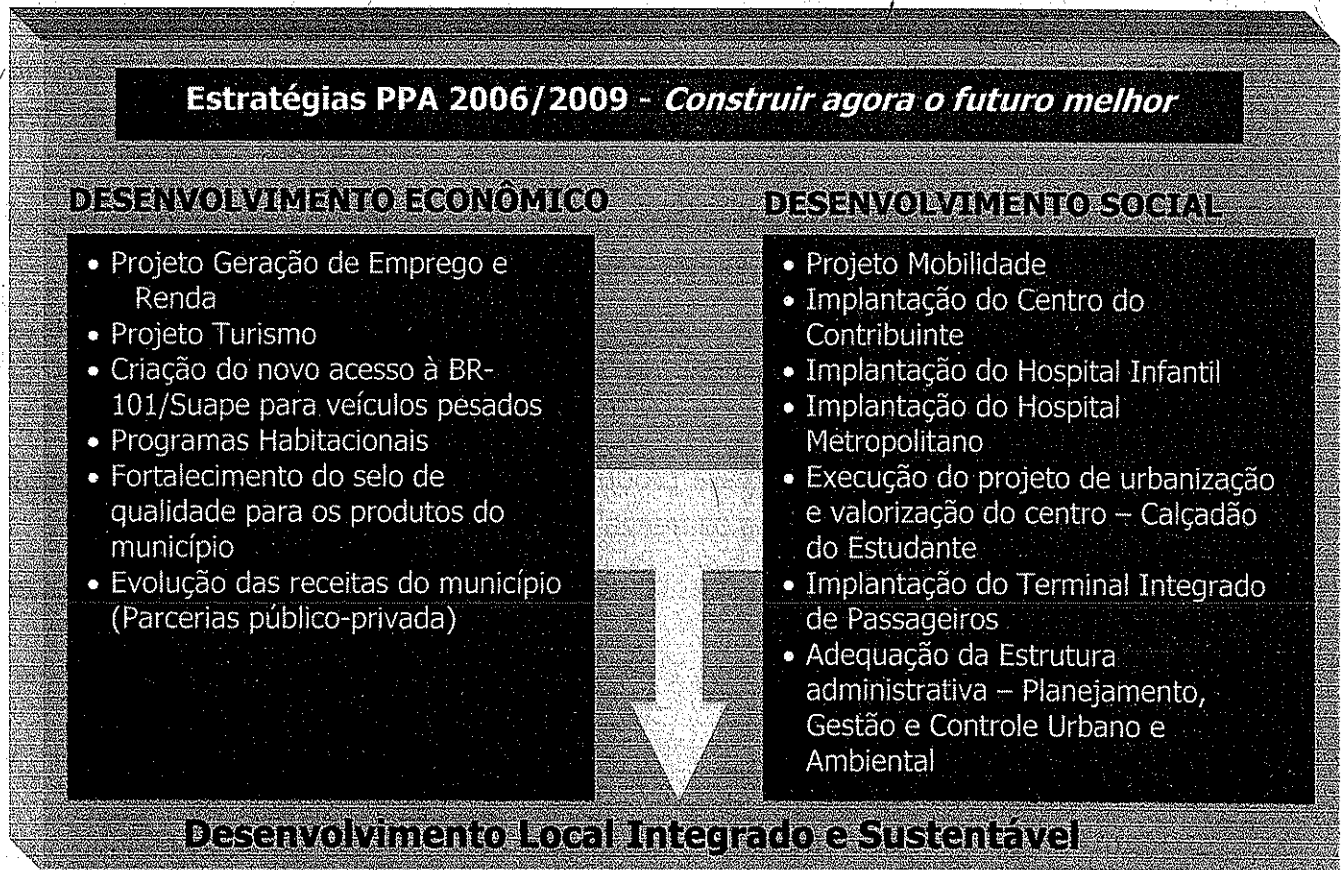 Estratégias PPA 2006/2009 - Construir agora o futuro melhor
DESENVOLVIMENTO ECONÔMICO
• Projeto Geração de Emprego e
Renda
• Projeto Turismo
• Criação do novo acesso à BR-
101/Suape para veículos pesados
• Programas Habitacionais
• Fortalecimento do selo de
qualidade para os produtos do
município
• Evolução das receitas do município
(Parcerias público-privada)
DESENVOLVIMENTO SOCIAL
• Projeto Mobilidade
• Implantação do Centro do
Contribuinte
• Implantação do Hospital Infantil
• Implantação do Hospital
Metropolitano
• Execução do projeto de urbanização
e valorização do centro – Calçadão
do Estudante
• Implantação do Terminal Integrado
de Passageiros
• Adequação da Estrutura
administrativa – Planejamento,
Gestão e Controle Urbano e
Ambiental
Desenvolvimento Local Integrado e Sustentável